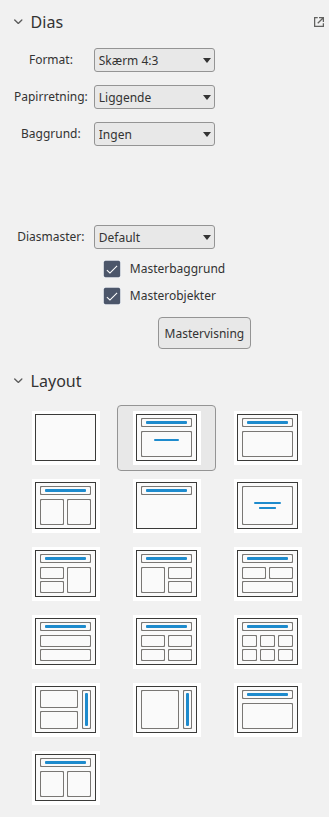 Dias
Format: Skærm 4:3
Papirretning: Liggende
Baggrund: Ingen
Diasmaster: Default
Masterbaggrund
Masterobjekter
Mastervisning
Layout